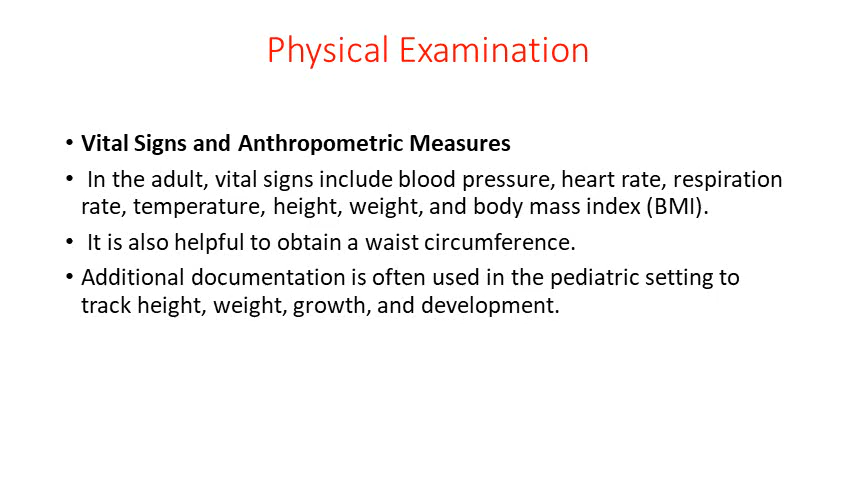 Physical Examination
• Vital Signs and Anthropometric Measures
• In the adult, vital signs include blood pressure, heart rate, respiration
rate, temperature, height, weight, and body mass index (BMI).
• It is also helpful to obtain a waist circumference.
• Additional documentation is often used in the pediatric setting to
track height, weight, growth, and development.